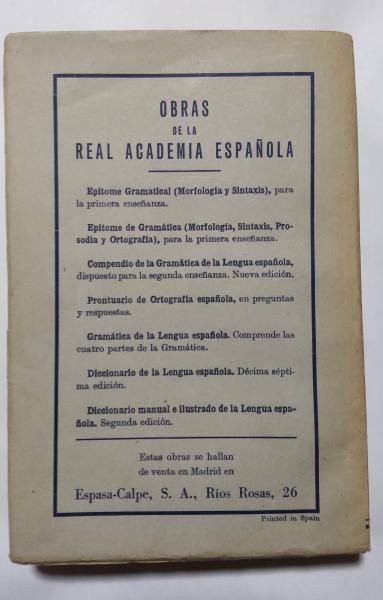 OBRAS
DE LA
REAL ACADEMIA ESPAÑOLA
Epítome Gramatical (Morfología y Sintaxis), para
la primera enseñanza.
Epítome de Gramática (Morfología, Sintaxis, Pro-
sodia y Ortografía), para la primera enseñanza.
Compendio de la Gramática de la Lengua española,
dispuesto para la segunda enseñanza. Nueva edición.
Prontuario de Ortografía española, en preguntas
y respuestas.
Gramática de la Lengua española. Comprende las
cuatro partes de la Gramática.
Diccionario de la Lengua española. Décima sépti-
ma edición.
Diccionario manual e ilustrado de la Lengua espa-
ñola. Segunda edición.
Estas obras se hallan
de venta en Madrid en
Espasa-Calpe, S. A., Ríos Rosas, 26
Printed in Spain